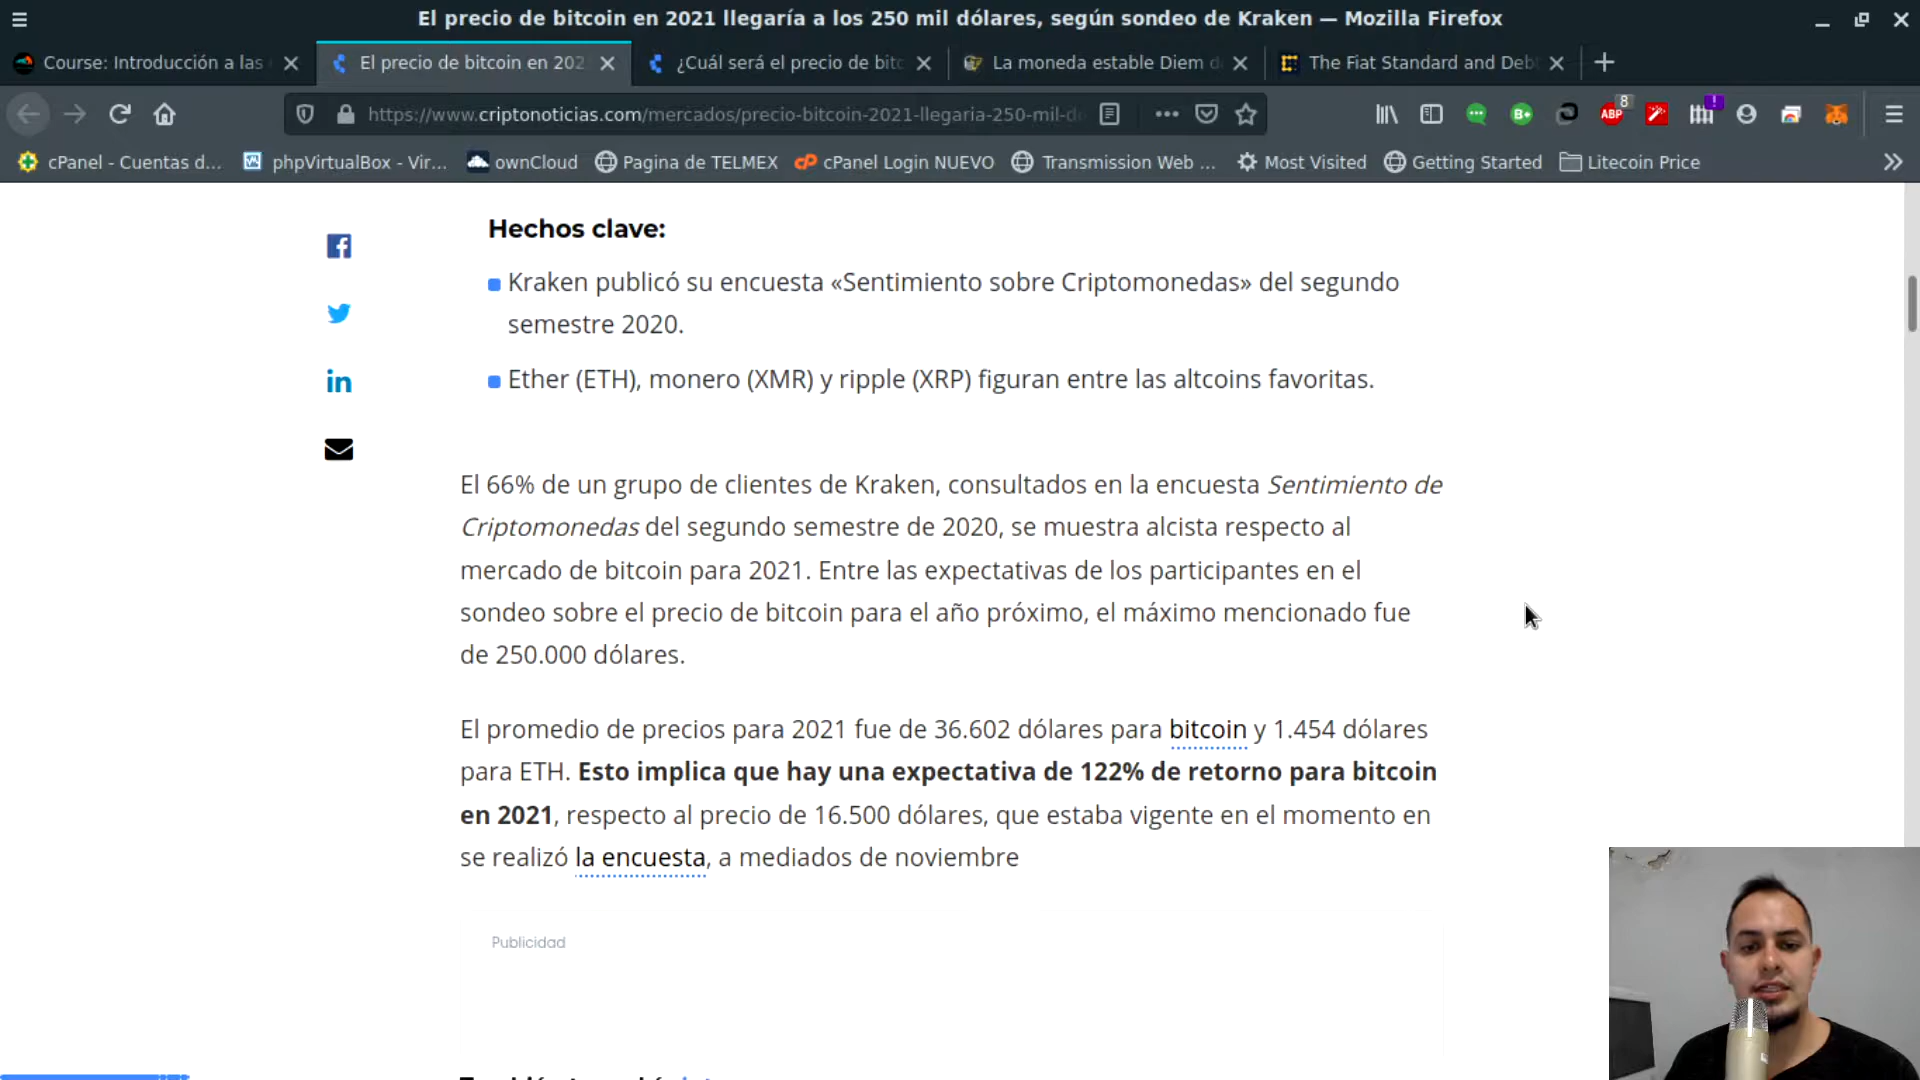 El precio de bitcoin en 2021 llegaría a los 250 mil dólares, según sondeo de Kraken — Mozilla Firefox
Course: Introducción a las
El precio de bitcoin en 202
¿Cuál será el precio de bitc
La moneda estable Diem d
The Fiat Standard and Deb
https://www.criptonoticias.com/mercados/precio-bitcoin-2021-llegaria-250-mil-d
B+
ABP
8
!
cPanel - Cuentas d...
phpVirtualBox - Vir...
ownCloud
Pagina de TELMEX
cP
cPanel Login NUEVO
Transmission Web ...
Most Visited
Getting Started
Litecoin Price
Hechos clave:
Kraken publicó su encuesta «Sentimiento sobre Criptomonedas» del segundo
semestre 2020.
Ether (ETH), monero (XMR) y ripple (XRP) figuran entre las altcoins favoritas.
in
El 66% de un grupo de clientes de Kraken, consultados en la encuesta Sentimiento de
Criptomonedas del segundo semestre de 2020, se muestra alcista respecto al
mercado de bitcoin para 2021. Entre las expectativas de los participantes en el
sondeo sobre el precio de bitcoin para el año próximo, el máximo mencionado fue
de 250.000 dólares.
El promedio de precios para 2021 fue de 36.602 dólares para bitcoin y 1.454 dólares
para ETH. Esto implica que hay una expectativa de 122% de retorno para bitcoin
en 2021, respecto al precio de 16.500 dólares, que estaba vigente en el momento en
se realizó la encuesta, a mediados de noviembre
Publicidad